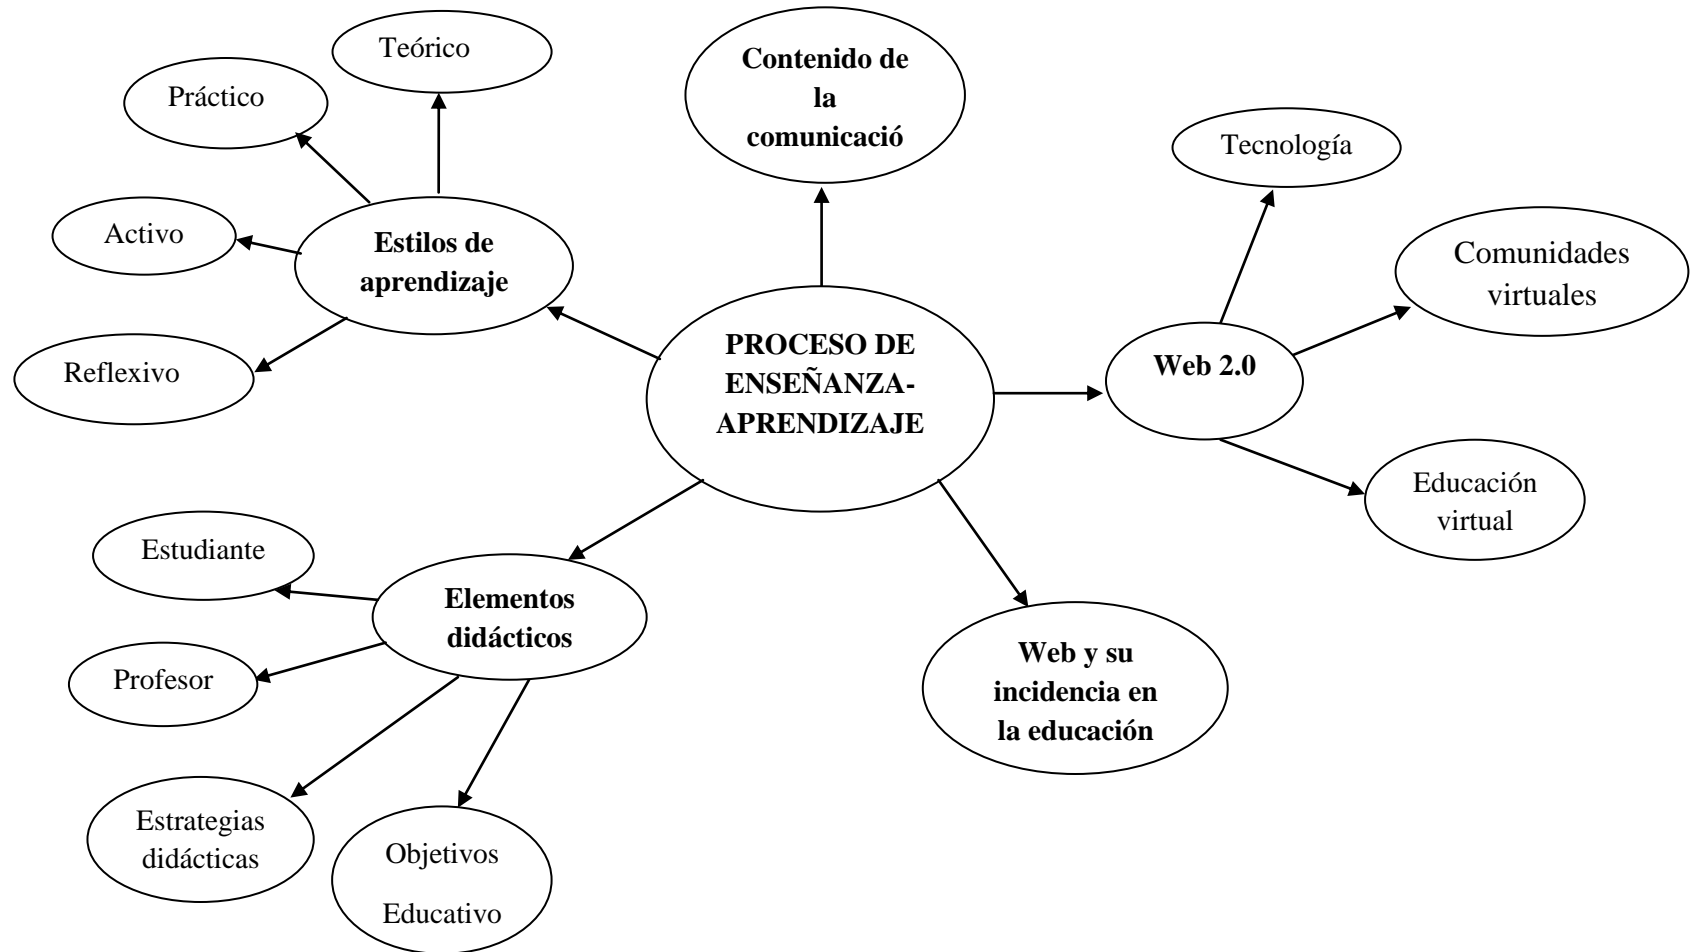 Teórico
Práctico
Activo
Reflexivo
Estilos de
aprendizaje
Contenido de
la
comunicació
Tecnología
Comunidades
virtuales
Web 2.0
Educación
virtual
PROCESO DE
ENSEÑANZA-
APRENDIZAJE
Estudiante
Profesor
Estrategias
didácticas
Objetivos
Educativo
Elementos
didácticos
Web y su
incidencia en
la educación